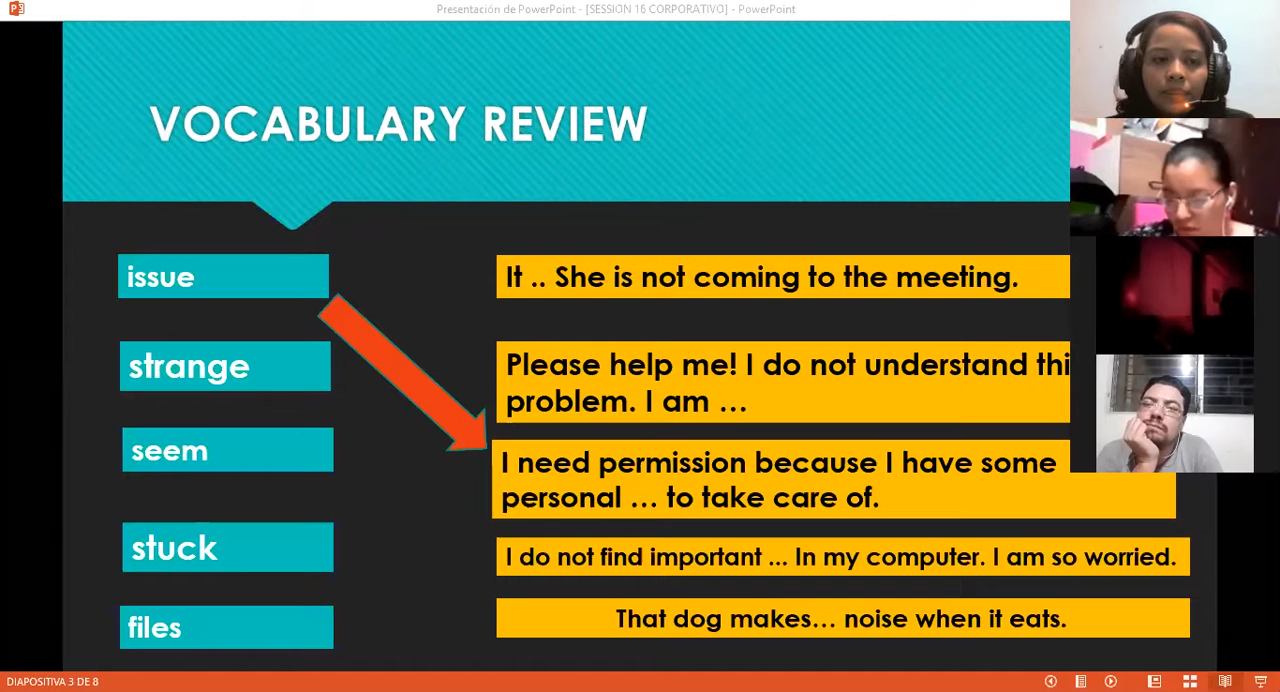 Presentación de PowerPoint - [SESSION 16 CORPORATIVO] - PowerPoint
VOCABULARY REVIEW
issue
It .. She is not coming to the meeting.
strange
Please help me! I do not understand thi
problem. I am ...
seem
I need permission because I have some
personal ... to take care of.
stuck
I do not find important ... In my computer. I am so worried.
files
That dog makes... noise when it eats.
DIAPOSITIVA 3 DE 8